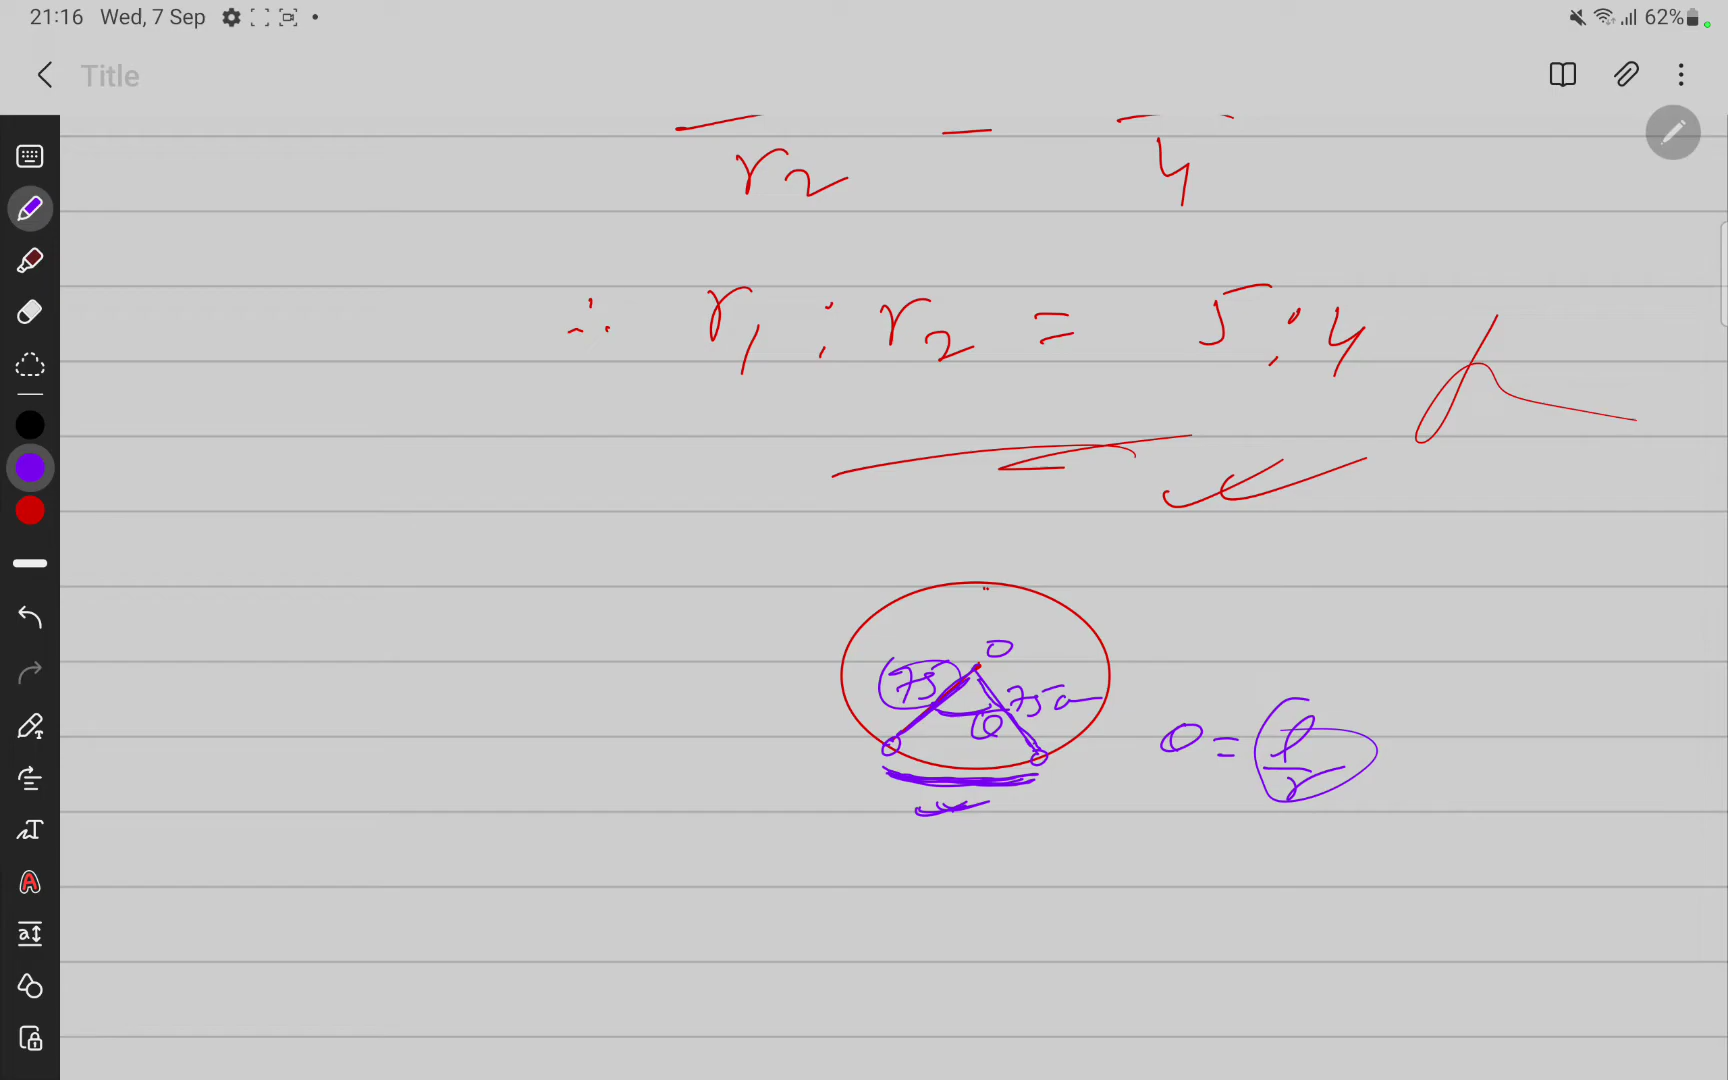 21:16 Wed, 7 Sep 62%
Title
r₂ = 4
∴ r₁ : r₂ = 5 : 4
O
75 75
θ
θ = l/r